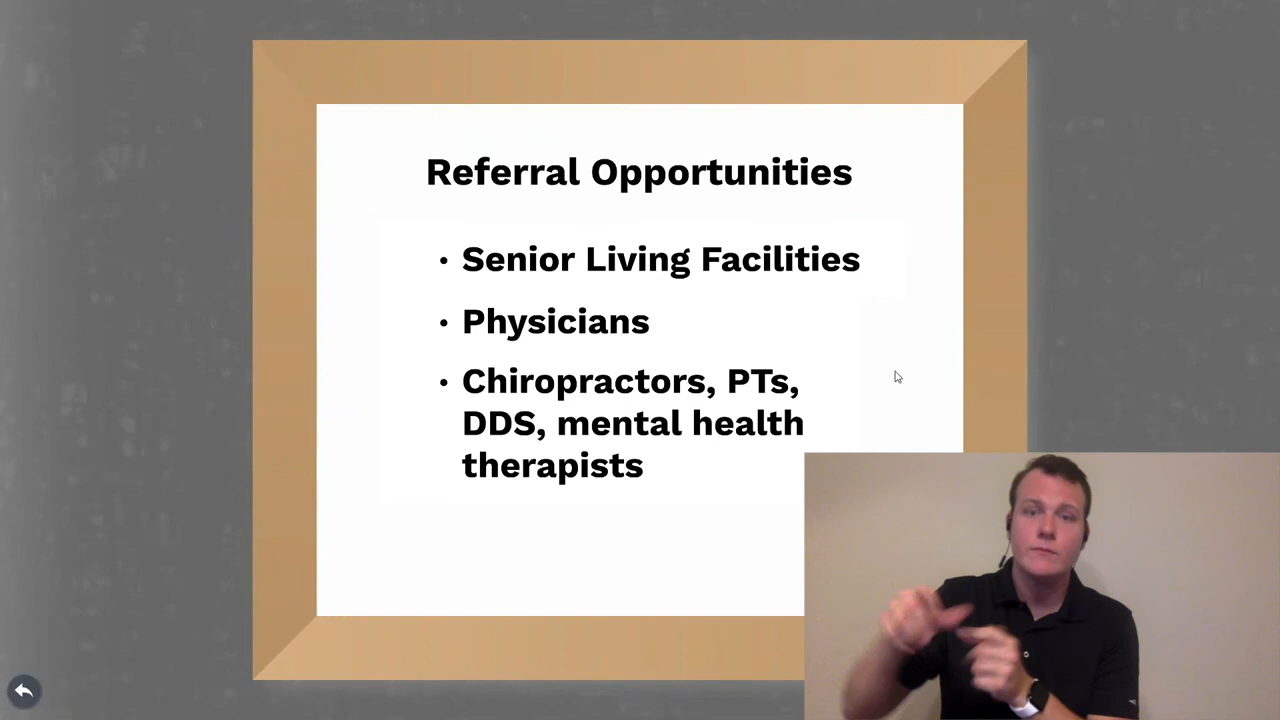 Referral Opportunities
• Senior Living Facilities
• Physicians
• Chiropractors, PTs,
DDS, mental health
therapists